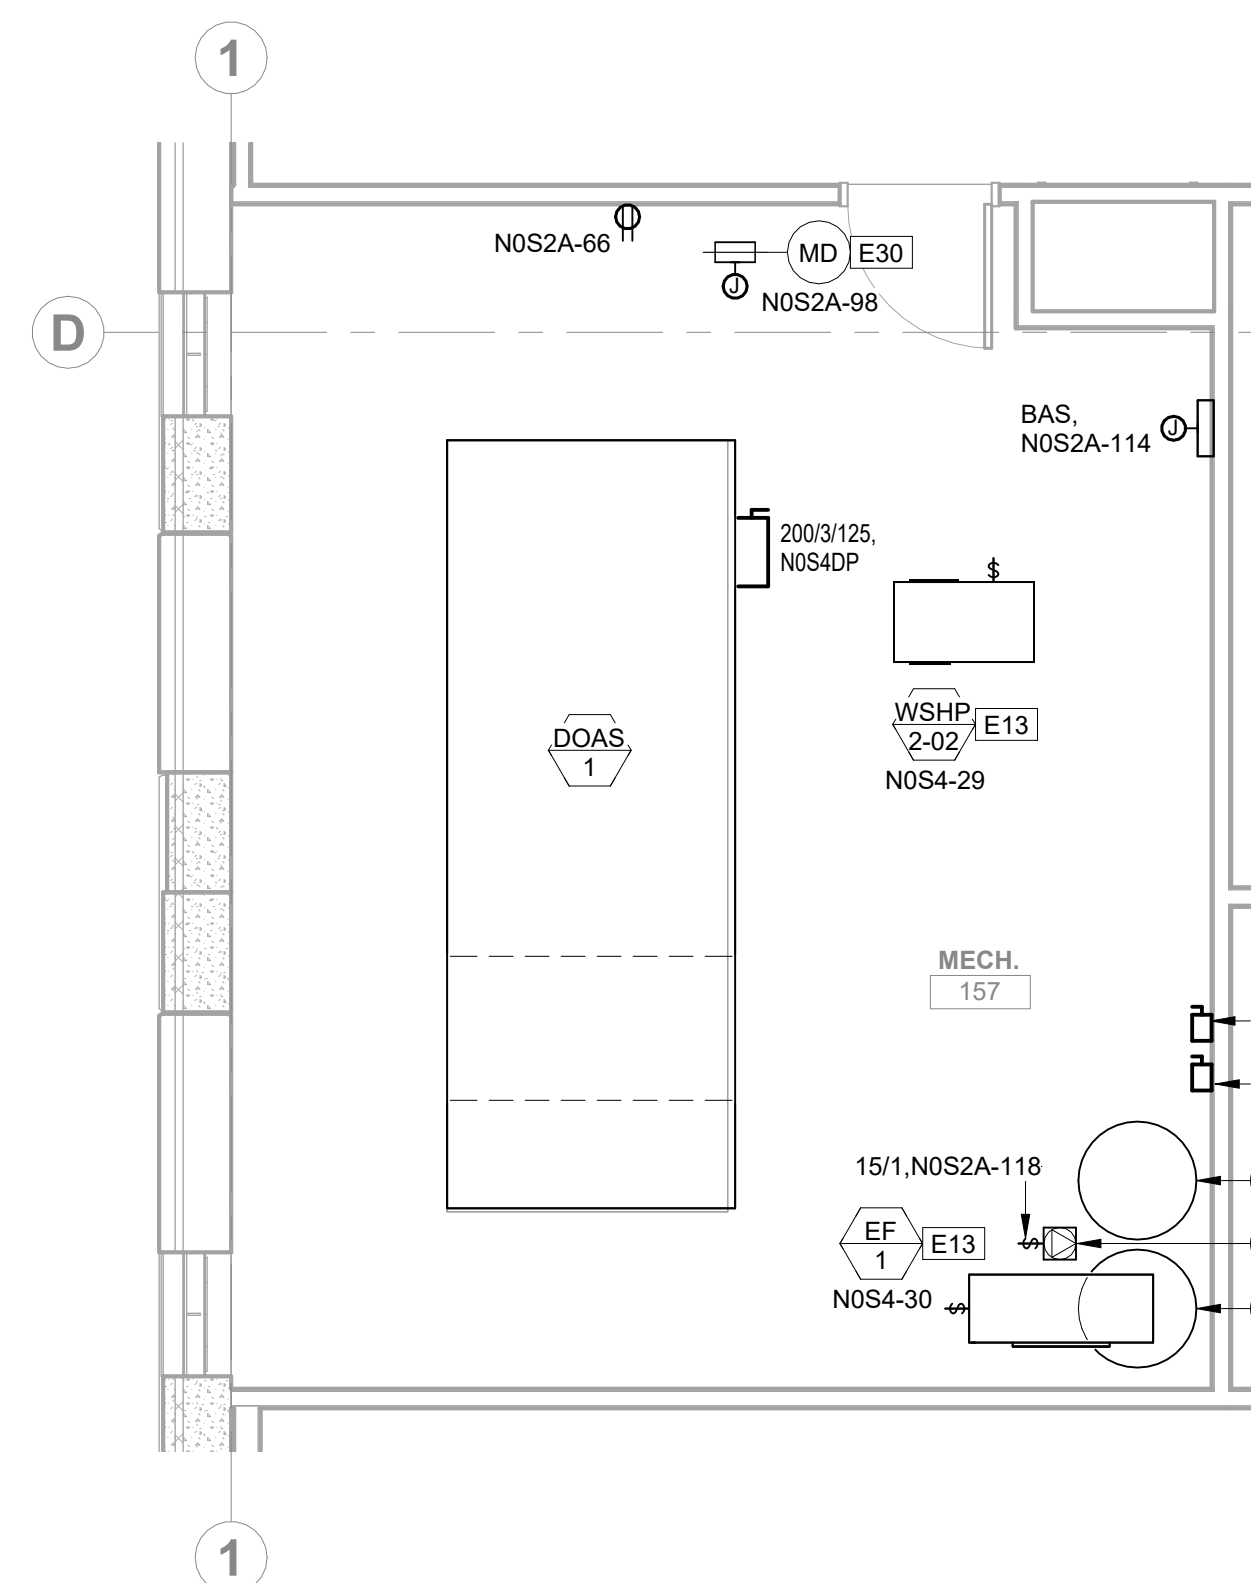 1
N0S2A-66
MD E30
N0S2A-98
D
BAS,
N0S2A-114
J
J
200/3/125,
N0S4DP
$
DOAS
1
WSHP
2-02
E13
N0S4-29
MECH.
157
15/1,N0S2A-118
$
EF
1
E13
N0S4-30
$
1